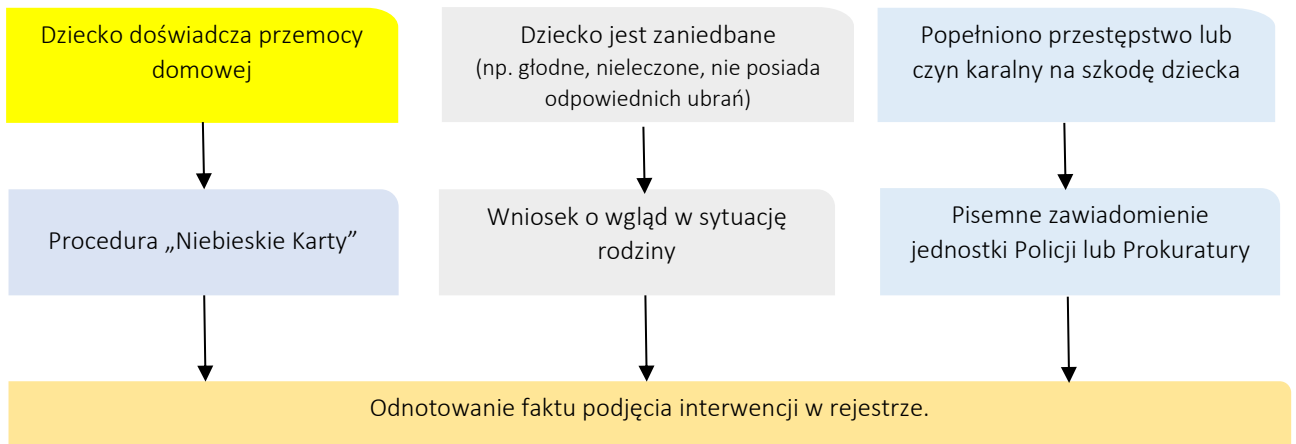 Dziecko doświadcza przemocy
domowej
Dziecko jest zaniedbane
(np. głodne, nieleczone, nie posiada
odpowiednich ubrań)
Popełniono przestępstwo lub
czyn karalny na szkodę dziecka
Procedura „Niebieskie Karty”
Wniosek o wgląd w sytuację
rodziny
Pisemne zawiadomienie
jednostki Policji lub Prokuratury
Odnotowanie faktu podjęcia interwencji w rejestrze.